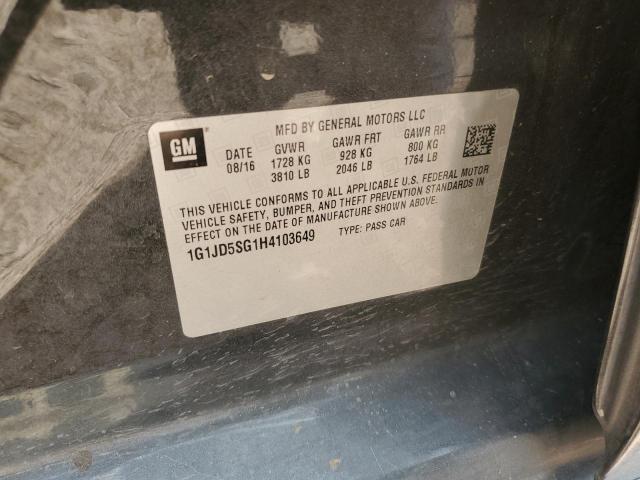 GM
MFD BY GENERAL MOTORS LLC
DATE GVWR GAWR FRT GAWR RR
08/16 1728 KG 928 KG 800 KG
3810 LB 2046 LB 1764 LB
THIS VEHICLE CONFORMS TO ALL APPLICABLE U.S. FEDERAL MOTOR
VEHICLE SAFETY, BUMPER, AND THEFT PREVENTION STANDARDS IN
EFFECT ON THE DATE OF MANUFACTURE SHOWN ABOVE.
1G1JD5SG1H4103649 TYPE: PASS CAR